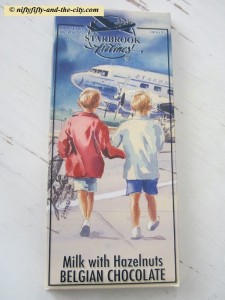 © niftyfifty-and-the-city.com
STARBROOK
Airlines!
Milk with Hazelnuts
BELGIAN CHOCOLATE